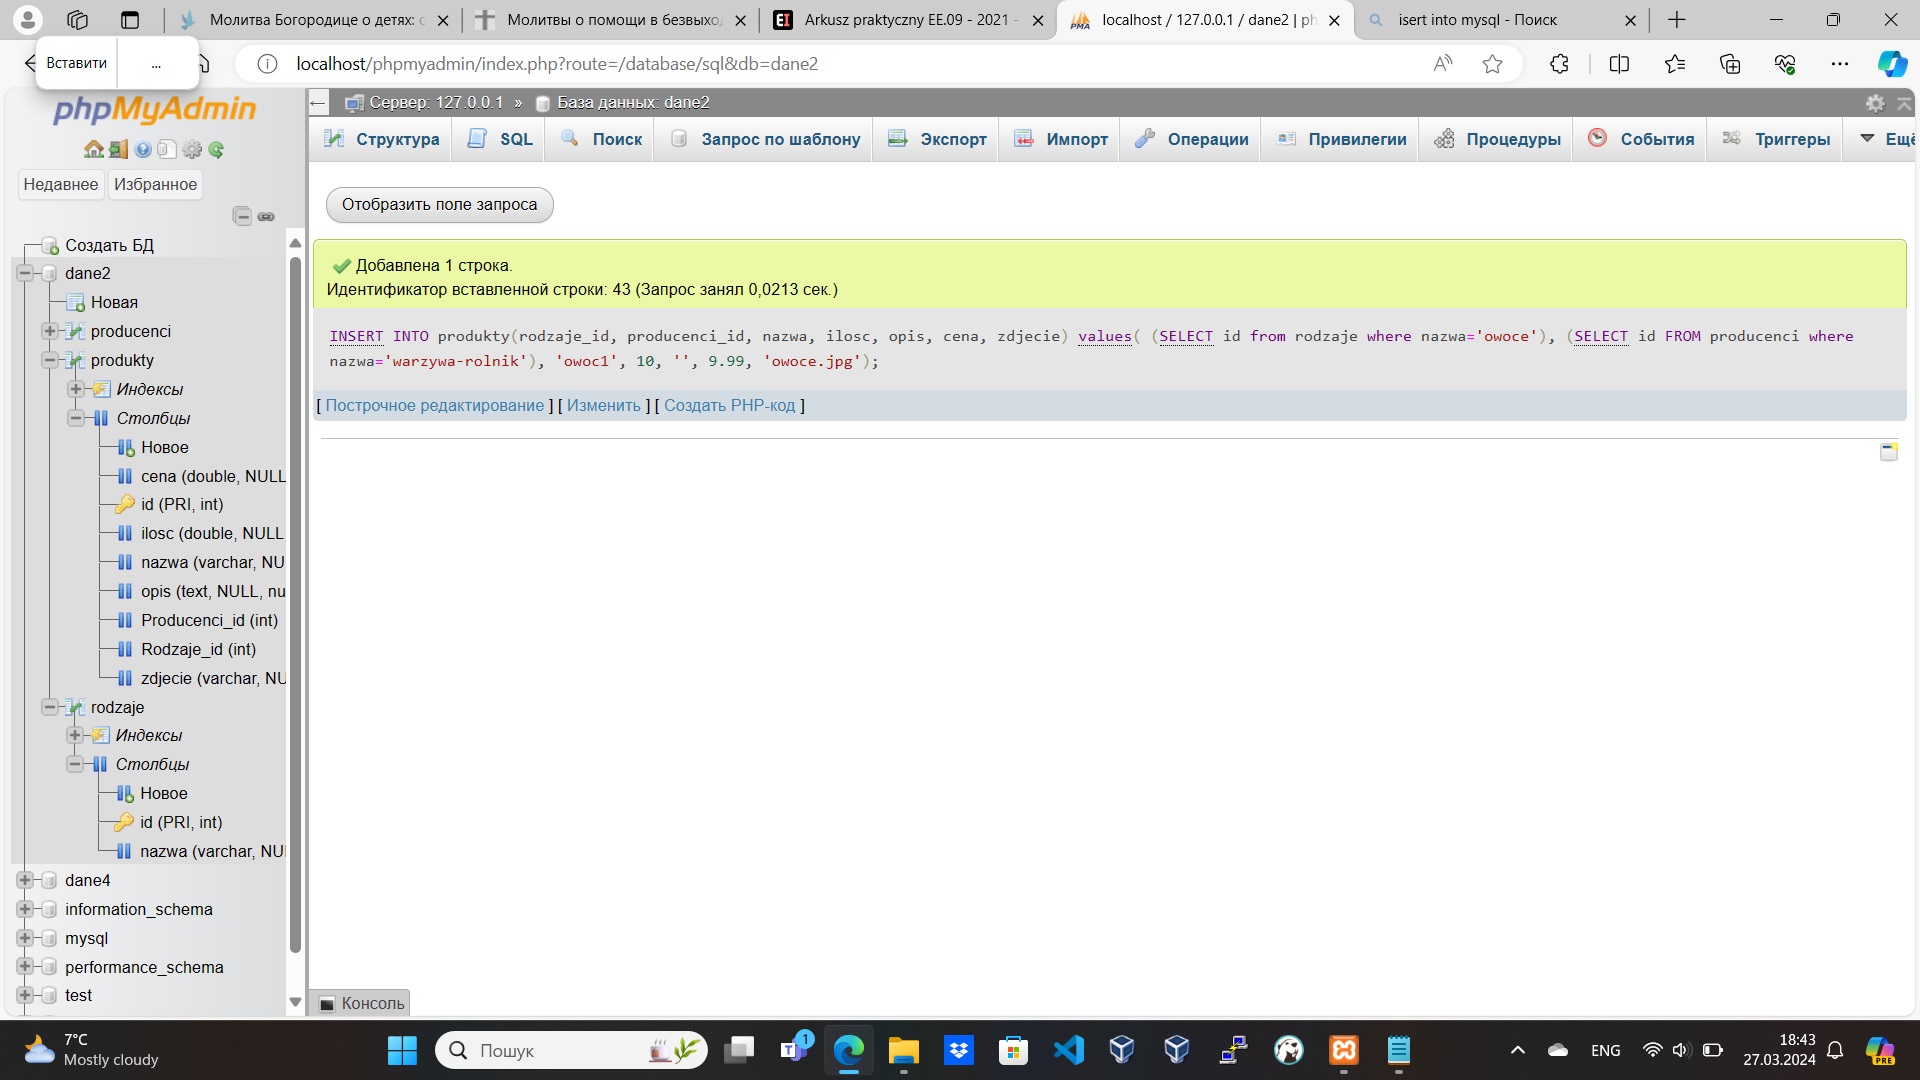 Молитва Богородице о детях: с
Молитвы о помощи в безвыхо
Arkusz praktyczny EE.09 - 2021 -
localhost / 127.0.0.1 / dane2 | ph
isert into mysql - Поиск
Вставити
...
localhost/phpmyadmin/index.php?route=/database/sql&db=dane2
phpMyAdmin
Недавнее
Избранное
Создать БД
dane2
Новая
producenci
produkty
Индексы
Столбцы
Новое
cena (double, NULL
id (PRI, int)
ilosc (double, NULL
nazwa (varchar, NU
opis (text, NULL, nu
Producenci_id (int)
Rodzaje_id (int)
zdjecie (varchar, NU
rodzaje
Индексы
Столбцы
Новое
id (PRI, int)
nazwa (varchar, NU
dane4
information_schema
mysql
performance_schema
test
Сервер: 127.0.0.1 » База данных: dane2
Структура
SQL
Поиск
Запрос по шаблону
Экспорт
Импорт
Операции
Привилегии
Процедуры
События
Триггеры
Ещё
Отобразить поле запроса
Добавлена 1 строка.
Идентификатор вставленной строки: 43 (Запрос занял 0,0213 сек.)
INSERT INTO produkty(rodzaje_id, producenci_id, nazwa, ilosc, opis, cena, zdjecie) values( (SELECT id from rodzaje where nazwa='owoce'), (SELECT id FROM producenci where
nazwa='warzywa-rolnik'), 'owoc1', 10, '', 9.99, 'owoce.jpg');
[ Построчное редактирование ] [ Изменить ] [ Создать PHP-код ]
Консоль
7°C
Mostly cloudy
Пошук
1
ENG
18:43
27.03.2024
PRE